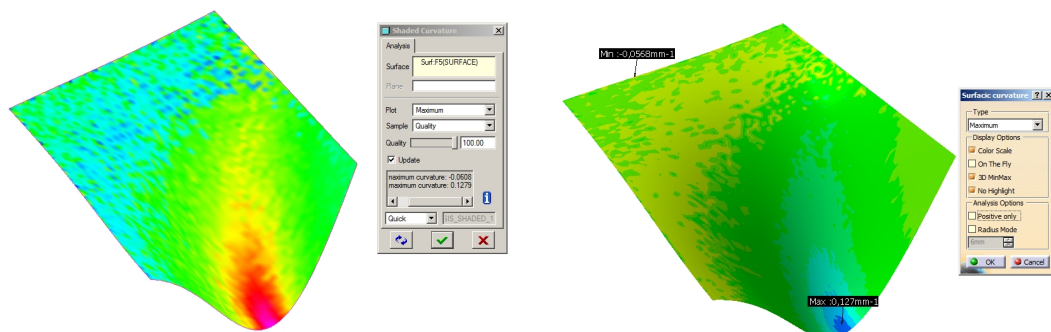 Shaded Curvature
Analysis
Surface Surf:F5(SURFACE)
Plane
Plot Maximum
Sample Quality
Quality 100.00
Update
maximum curvature: -0.0608
maximum curvature: 0.1279
Quick IIS_SHADED_1
Min :-0,0568mm-1
Max :0,127mm-1
Surfacic curvature
Type
Maximum
Display Options
Color Scale
On The Fly
3D MinMax
No Highlight
Analysis Options
Positive only
Radius Mode
6mm
OK Cancel